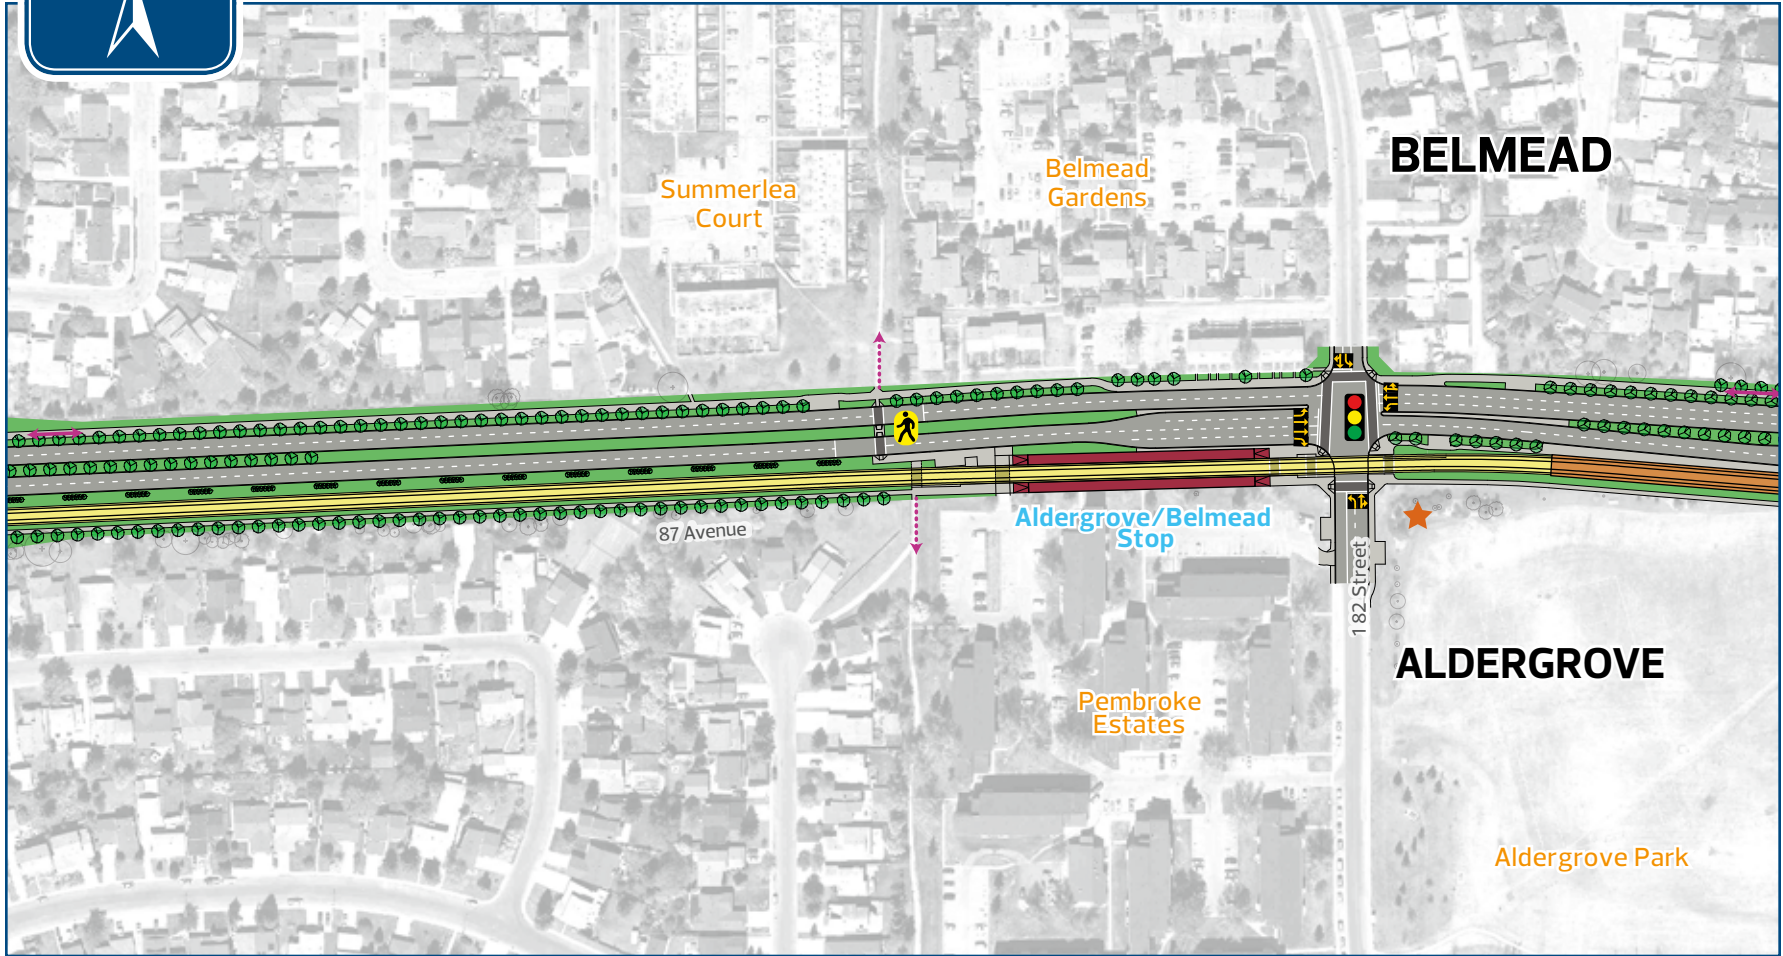 BELMEAD
Belmead
Gardens
Summerlea
Court
Aldergrove/Belmead
Stop
87 Avenue
182 Street
ALDERGROVE
Pembroke
Estates
Aldergrove Park